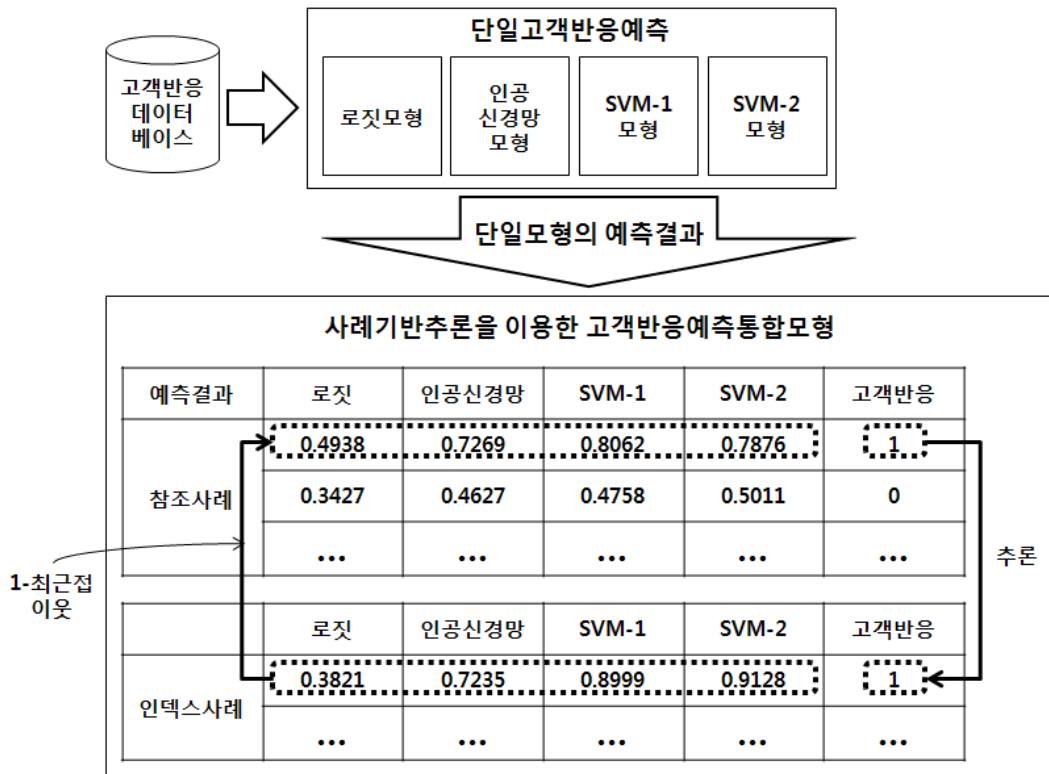 단일고객반응예측
고객반응
데이터
베이스
로짓모형
인공
신경망
모형
SVM-1
모형
SVM-2
모형
단일모형의 예측결과
사례기반추론을 이용한 고객반응예측통합모형
예측결과 로짓 인공신경망 SVM-1 SVM-2 고객반응
참조사례
0.4938 0.7269 0.8062 0.7876 1
0.3427 0.4627 0.4758 0.5011 0
... ... ... ... ...
1-최근접
이웃
추론
로짓 인공신경망 SVM-1 SVM-2 고객반응
인덱스사례
0.3821 0.7235 0.8999 0.9128 1
... ... ... ... ...